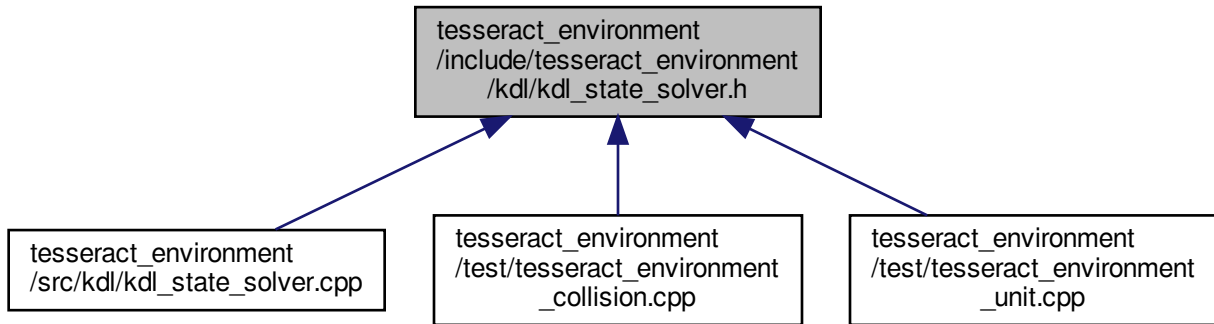 tesseract_environment
/include/tesseract_environment
/kdl/kdl_state_solver.h
tesseract_environment
/src/kdl/kdl_state_solver.cpp
tesseract_environment
/test/tesseract_environment
_collision.cpp
tesseract_environment
/test/tesseract_environment
_unit.cpp